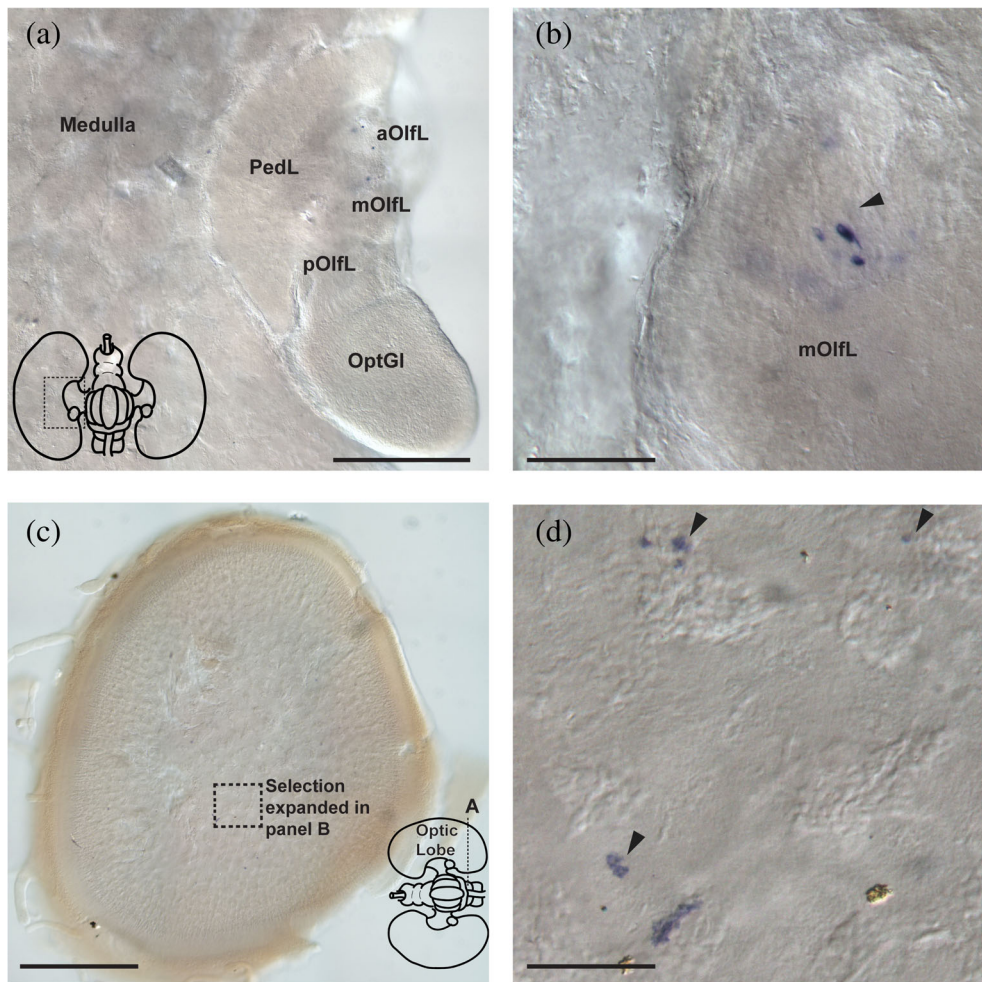 (a)
Medulla
aOlfL
PedL
mOlfL
pOlfL
OptGl
(b)
mOlfL
(c)
Selection
expanded in
panel B
A
Optic
Lobe
(d)